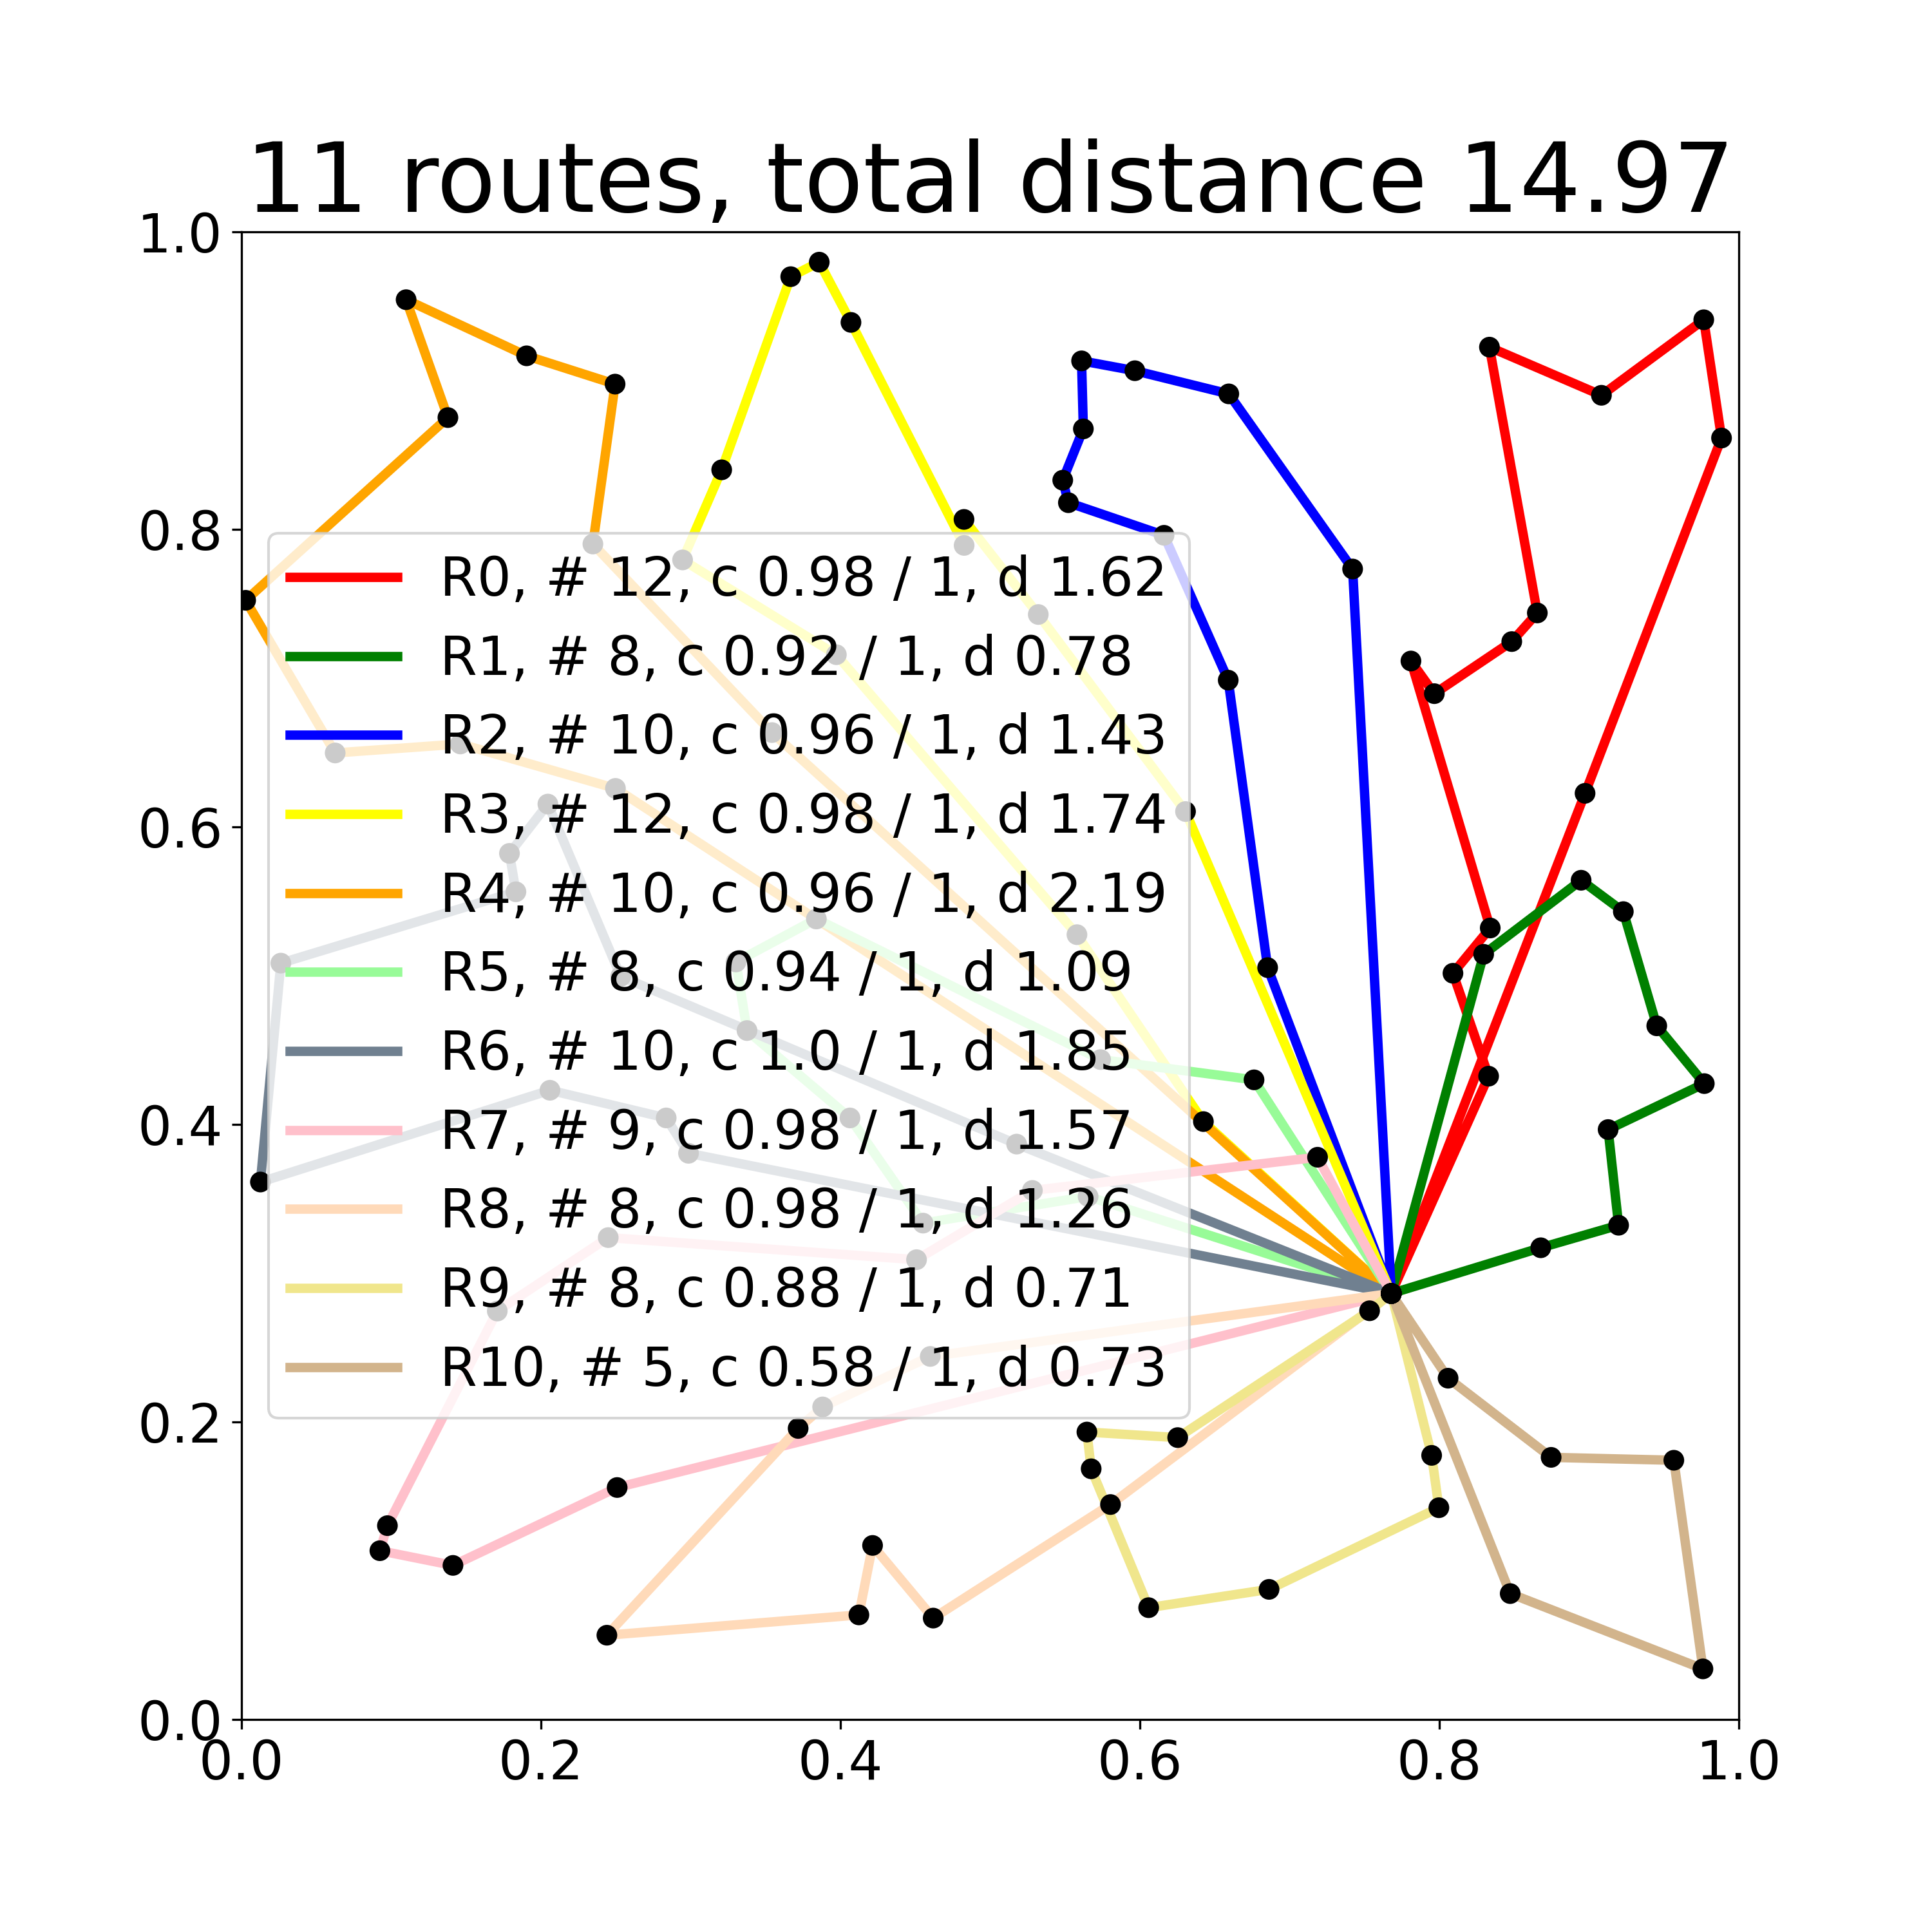 11 routes, total distance 14.97
1.0
0.8
0.6
0.4
0.2
0.0
R0, # 12, c 0.98 / 1, d 1.62
R1, # 8, c 0.92 / 1, d 0.78
R2, # 10, c 0.96 / 1, d 1.43
R3, # 12, c 0.98 / 1, d 1.74
R4, # 10, c 0.96 / 1, d 2.19
R5, # 8, c 0.94 / 1, d 1.09
R6, # 10, c 1.0 / 1, d 1.85
R7, # 9, c 0.98 / 1, d 1.57
R8, # 8, c 0.98 / 1, d 1.26
R9, # 8, c 0.88 / 1, d 0.71
R10, # 5, c 0.58 / 1, d 0.73
0.0 0.2 0.4 0.6 0.8 1.0